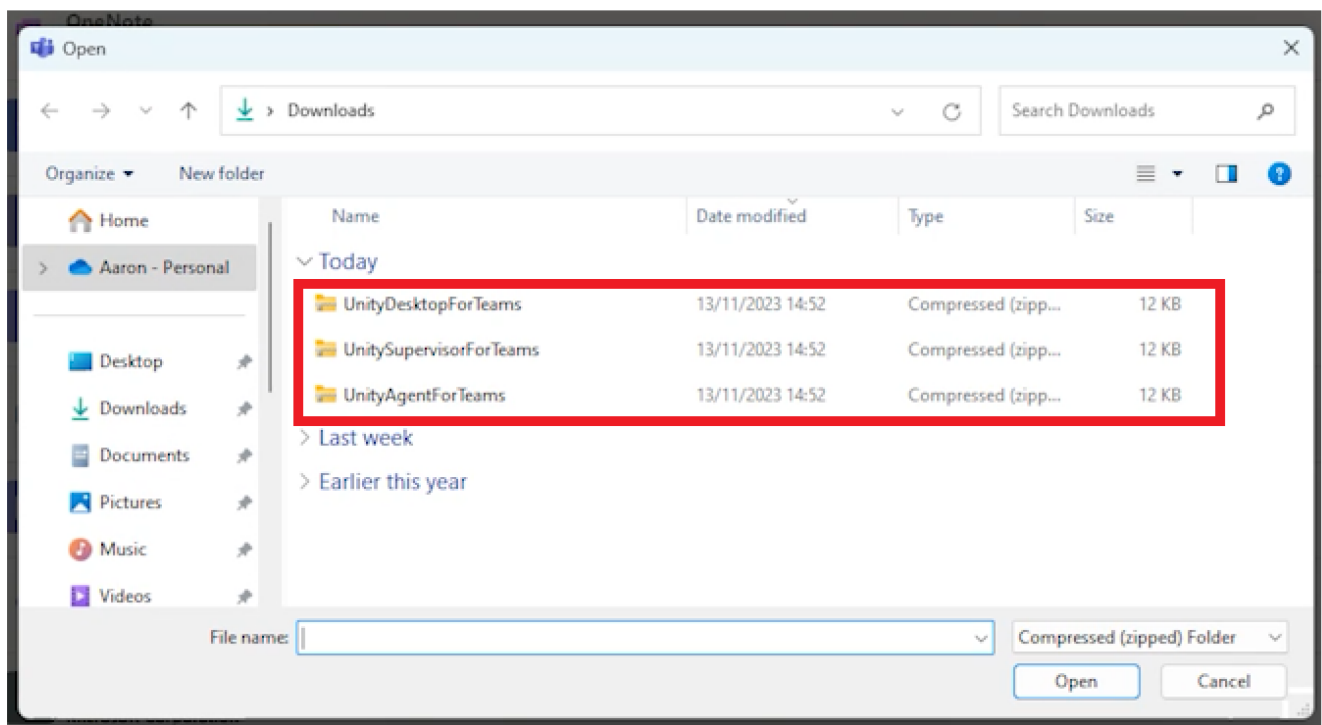 OneNote
Open
Downloads
Search Downloads
Organize
New folder
Name
Date modified
Type
Size
Home
Aaron - Personal
Desktop
Downloads
Documents
Pictures
Music
Videos
Today
UnityDesktopForTeams 13/11/2023 14:52 Compressed (zipp... 12 KB
UnitySupervisorForTeams 13/11/2023 14:52 Compressed (zipp... 12 KB
UnityAgentForTeams 13/11/2023 14:52 Compressed (zipp... 12 KB
Last week
Earlier this year
File name:
Compressed (zipped) Folder
Open
Cancel
Microsoft Corporation